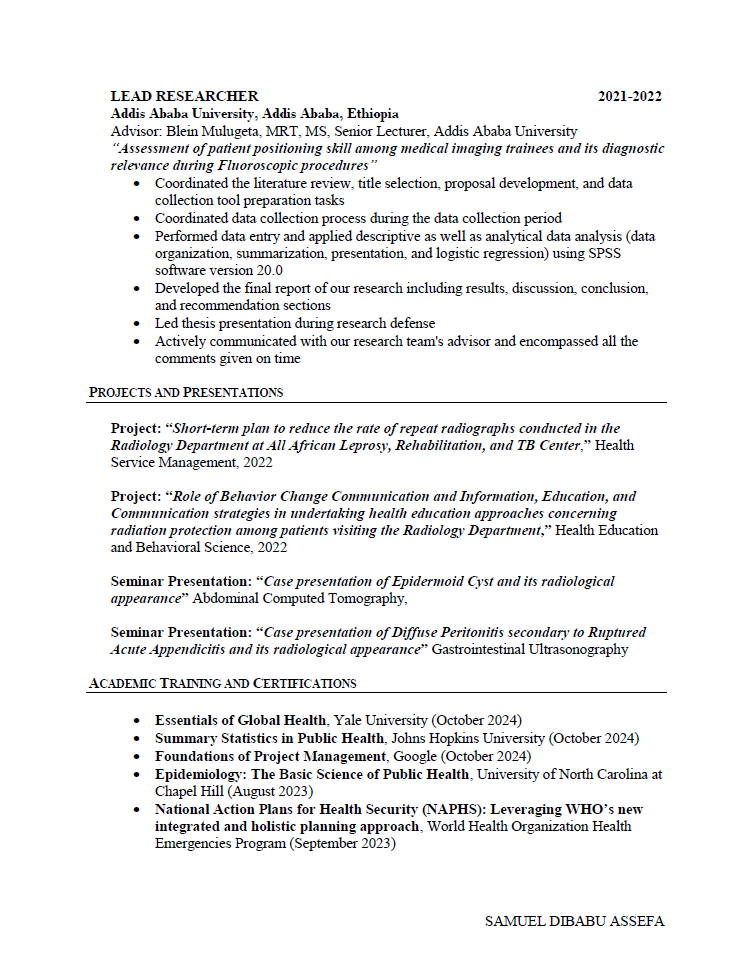 LEAD RESEARCHER 2021-2022
Addis Ababa University, Addis Ababa, Ethiopia
Advisor: Blein Mulugeta, MRT, MS, Senior Lecturer, Addis Ababa University
“Assessment of patient positioning skill among medical imaging trainees and its diagnostic
relevance during Fluoroscopic procedures”
• Coordinated the literature review, title selection, proposal development, and data
collection tool preparation tasks
• Coordinated data collection process during the data collection period
• Performed data entry and applied descriptive as well as analytical data analysis (data
organization, summarization, presentation, and logistic regression) using SPSS
software version 20.0
• Developed the final report of our research including results, discussion, conclusion,
and recommendation sections
• Led thesis presentation during research defense
• Actively communicated with our research team's advisor and encompassed all the
comments given on time
PROJECTS AND PRESENTATIONS
Project: “Short-term plan to reduce the rate of repeat radiographs conducted in the
Radiology Department at All African Leprosy, Rehabilitation, and TB Center,” Health
Service Management, 2022
Project: “Role of Behavior Change Communication and Information, Education, and
Communication strategies in undertaking health education approaches concerning
radiation protection among patients visiting the Radiology Department,” Health Education
and Behavioral Science, 2022
Seminar Presentation: “Case presentation of Epidermoid Cyst and its radiological
appearance” Abdominal Computed Tomography,
Seminar Presentation: “Case presentation of Diffuse Peritonitis secondary to Ruptured
Acute Appendicitis and its radiological appearance” Gastrointestinal Ultrasonography
ACADEMIC TRAINING AND CERTIFICATIONS
• Essentials of Global Health, Yale University (October 2024)
• Summary Statistics in Public Health, Johns Hopkins University (October 2024)
• Foundations of Project Management, Google (October 2024)
• Epidemiology: The Basic Science of Public Health, University of North Carolina at
Chapel Hill (August 2023)
• National Action Plans for Health Security (NAPHS): Leveraging WHO’s new
integrated and holistic planning approach, World Health Organization Health
Emergencies Program (September 2023)
SAMUEL DIBABU ASSEFA